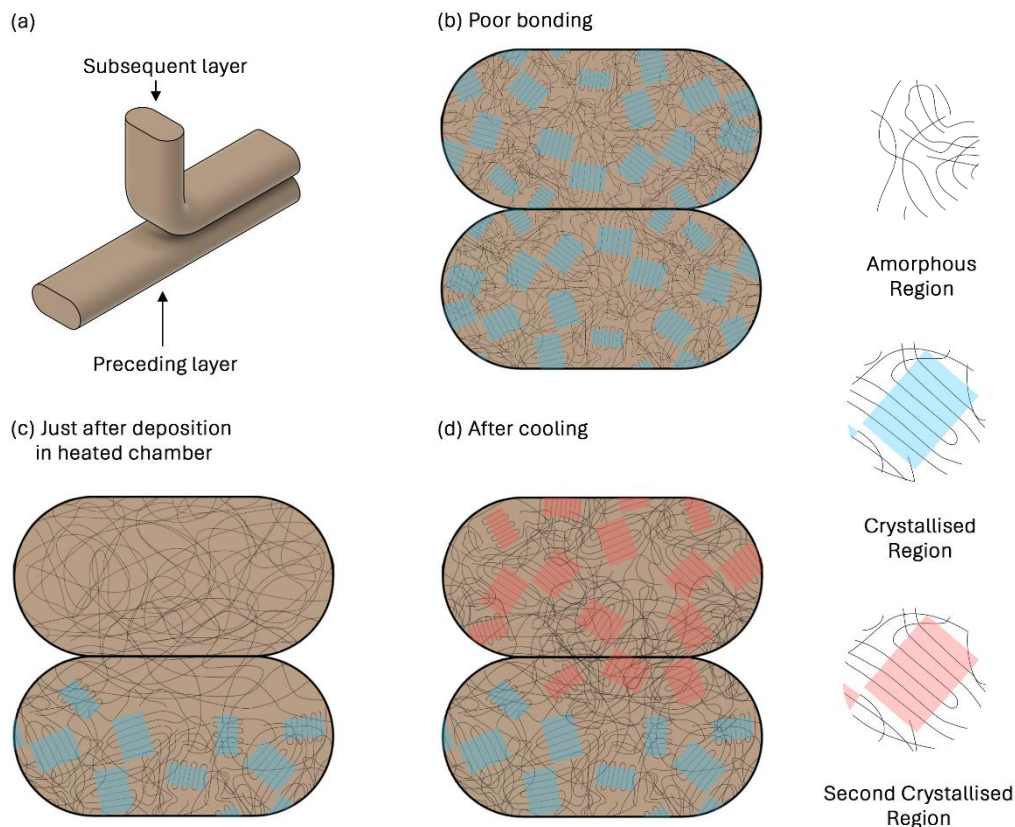 (a)
Subsequent layer
Preceding layer
(b) Poor bonding
Amorphous
Region
Crystallised
Region
(c) Just after deposition
in heated chamber
(d) After cooling
Second Crystallised
Region